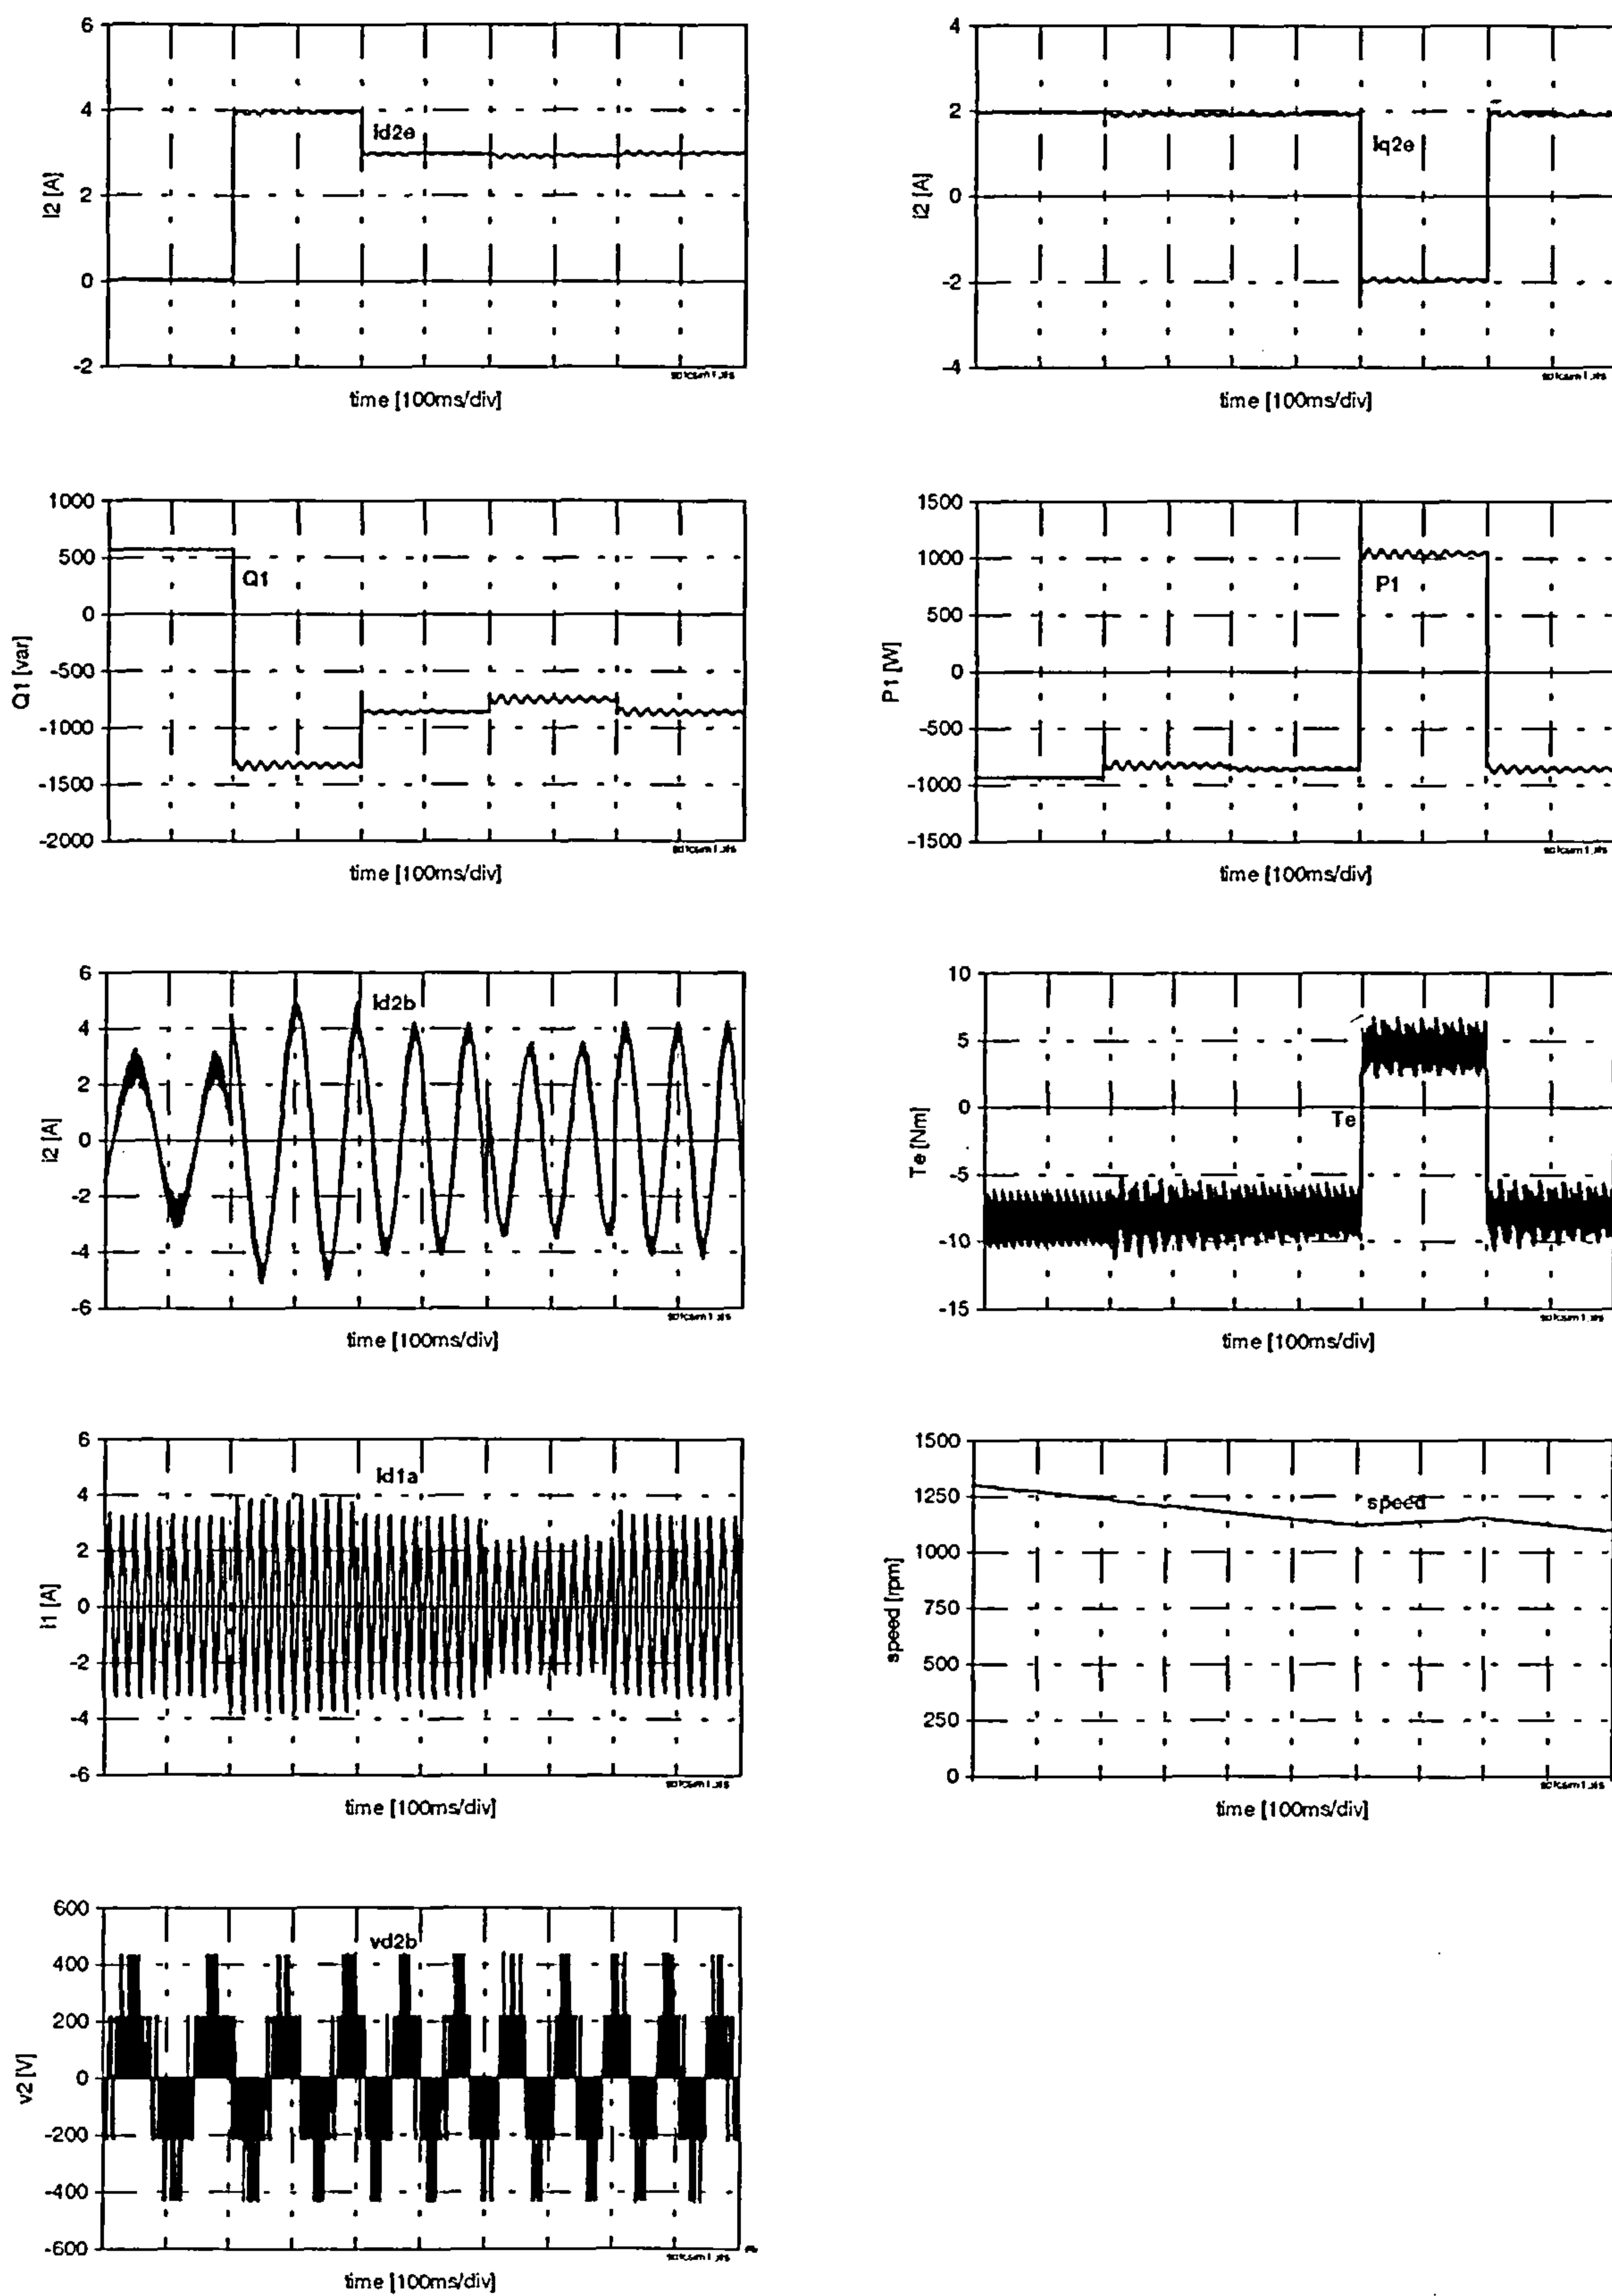 6
4
2
0
-2
I2 [A]
id2e
time [100ms/div]
4
2
0
-2
-4
i2 [A]
iq2e
time [100ms/div]
1000
500
0
-500
-1000
-1500
-2000
Q1 [var]
Q1
time [100ms/div]
1500
1000
500
0
-500
-1000
-1500
P1 [W]
P1
time [100ms/div]
6
4
2
0
-2
-4
-6
i2 [A]
id2b
time [100ms/div]
10
5
0
-5
-10
-15
Te [Nm]
Te
time [100ms/div]
6
4
2
0
-2
-4
-6
i1 [A]
id1a
time [100ms/div]
1500
1250
1000
750
500
250
0
speed [rpm]
speed
time [100ms/div]
600
400
200
0
-200
-400
-600
v2 [V]
vd2b
time [100ms/div]